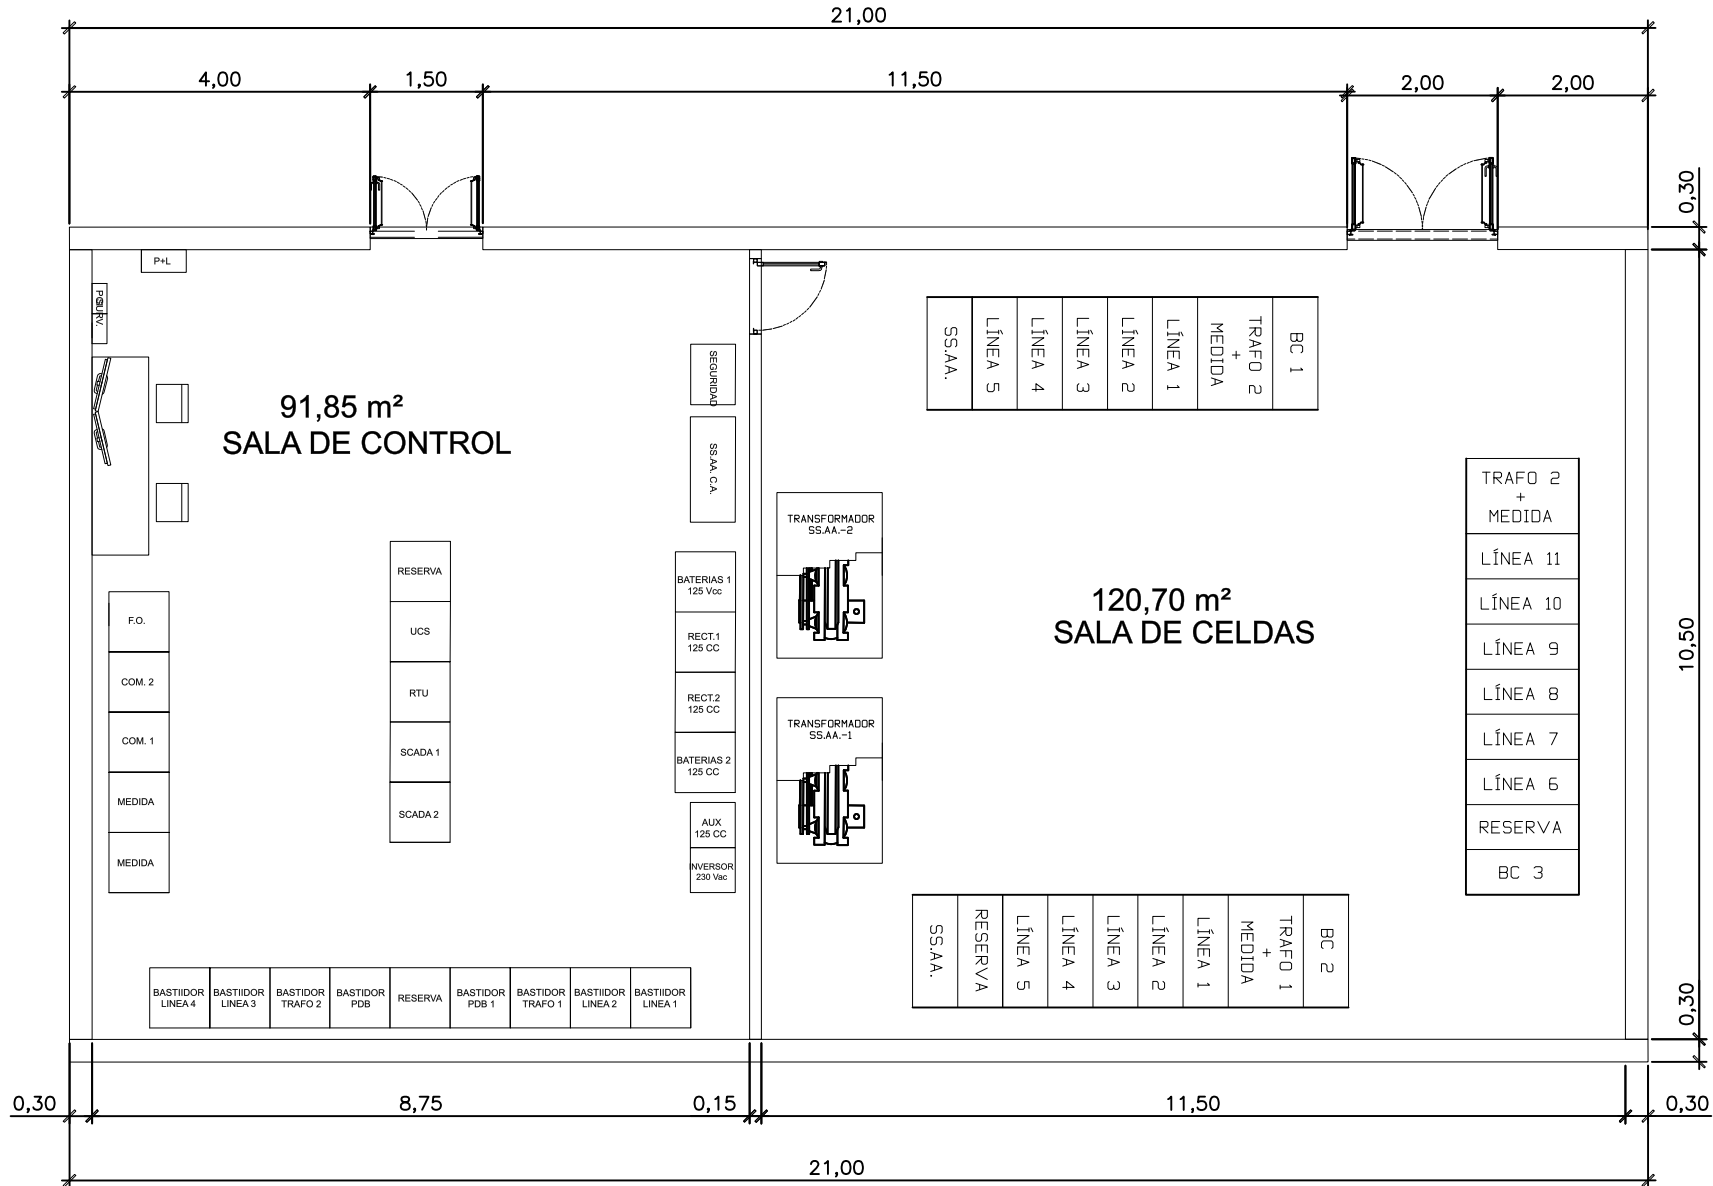 21,00
4,00
1,50
11,50
2,00
2,00
0,30
P+L
SEGURIDAD
SS.AA. C.A.
91,85 m²
SALA DE CONTROL
SS.AA.
LÍNEA 5
LÍNEA 4
LÍNEA 3
LÍNEA 2
LÍNEA 1
TRAFO 2
+
MEDIDA
BC 1
TRAFO 2
+
MEDIDA
LÍNEA 11
LÍNEA 10
LÍNEA 9
LÍNEA 8
LÍNEA 7
LÍNEA 6
RESERVA
BC 3
TRANSFORMADOR
SS.AA.-2
TRANSFORMADOR
SS.AA.-1
120,70 m²
SALA DE CELDAS
10,50
RESERVA
UCS
RTU
SCADA 1
SCADA 2
F.O.
COM. 2
COM. 1
MEDIDA
MEDIDA
BATERIAS 1
125 Vcc
RECT.1
125 CC
RECT.2
125 CC
BATERIAS 2
125 CC
AUX
125 CC
INVERSOR
230 Vac
BASTIIDOR
LINEA 4
BASTIIDOR
LINEA 3
BASTIDOR
TRAFO 2
BASTIDOR
PDB
RESERVA
BASTIDOR
PDB 1
BASTIIDOR
TRAFO 1
BASTIIDOR
LINEA 2
BASTIIDOR
LINEA 1
SS.AA.
RESERVA
LÍNEA 5
LÍNEA 4
LÍNEA 3
LÍNEA 2
LÍNEA 1
TRAFO 1
+
MEDIDA
BC 2
0,30
0,30
8,75
0,15
11,50
0,30
21,00